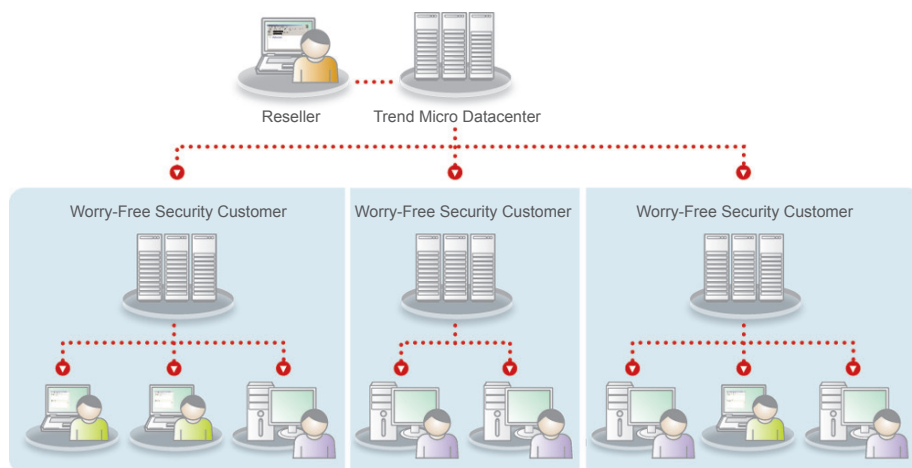 Reseller
Trend Micro Datacenter
Worry-Free Security Customer
Worry-Free Security Customer
Worry-Free Security Customer